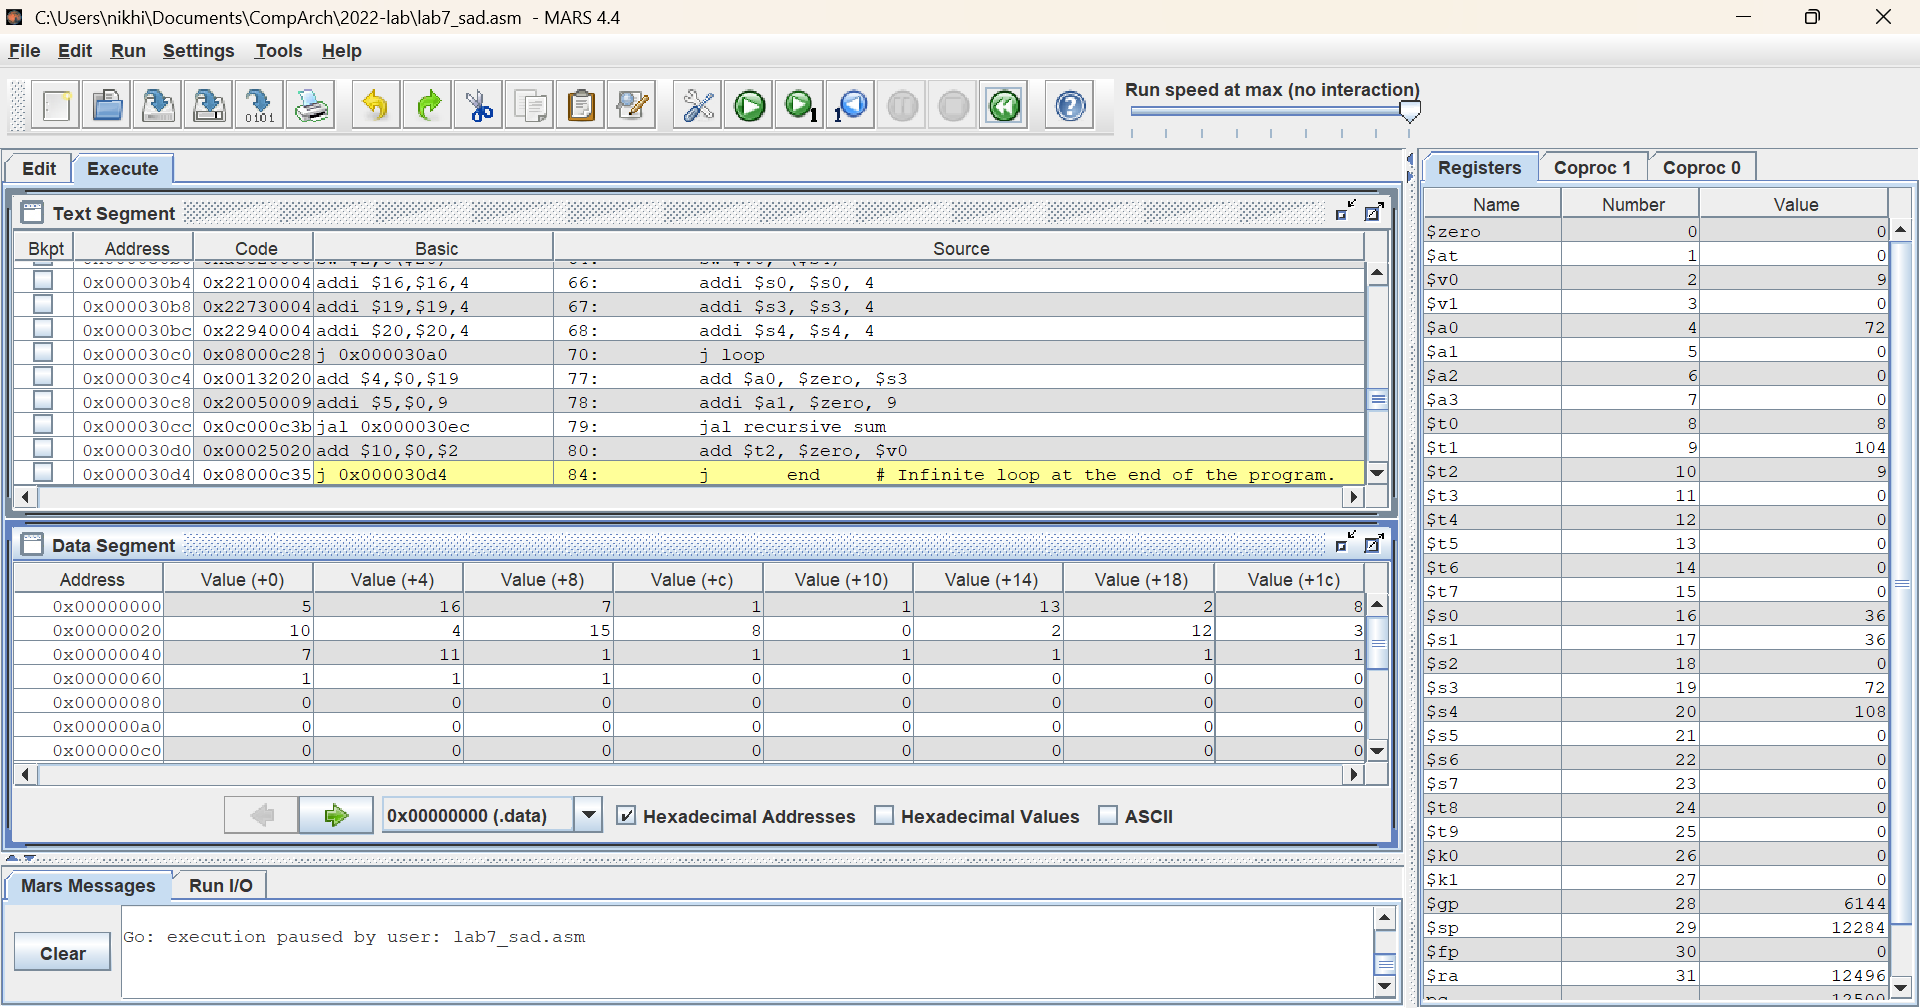 C:\Users\nikhi\Documents\CompArch\2022-lab\lab7_sad.asm - MARS 4.4
File Edit Run Settings Tools Help
Run speed at max (no interaction)
Edit Execute
Text Segment
Bkpt Address Code Basic Source
0x000030b4 0x22100004 addi $16,$16,4 66: addi $s0, $s0, 4
0x000030b8 0x22730004 addi $19,$19,4 67: addi $s3, $s3, 4
0x000030bc 0x22940004 addi $20,$20,4 68: addi $s4, $s4, 4
0x000030c0 0x08000c28 j 0x000030a0 70: j loop
0x000030c4 0x00132020 add $4,$0,$19 77: add $a0, $zero, $s3
0x000030c8 0x20050009 addi $5,$0,9 78: addi $a1, $zero, 9
0x000030cc 0x0c000c3b jal 0x000030ec 79: jal recursive sum
0x000030d0 0x00025020 add $10,$0,$2 80: add $t2, $zero, $v0
0x000030d4 0x08000c35 j 0x000030d4 84: j end # Infinite loop at the end of the program.
Data Segment
Address Value (+0) Value (+4) Value (+8) Value (+c) Value (+10) Value (+14) Value (+18) Value (+1c)
0x00000000 5 16 7 1 1 13 2 8
0x00000020 10 4 15 8 0 2 12 3
0x00000040 7 11 1 1 1 1 1 1
0x00000060 1 1 1 0 0 0 0 0
0x00000080 0 0 0 0 0 0 0 0
0x000000a0 0 0 0 0 0 0 0 0
0x000000c0 0 0 0 0 0 0 0 0
0x00000000 (.data) Hexadecimal Addresses Hexadecimal Values ASCII
Mars Messages Run I/O
Clear
Go: execution paused by user: lab7_sad.asm
Registers Coproc 1 Coproc 0
Name Number Value
$zero 0 0
$at 1 0
$v0 2 9
$v1 3 0
$a0 4 72
$a1 5 0
$a2 6 0
$a3 7 0
$t0 8 8
$t1 9 104
$t2 10 9
$t3 11 0
$t4 12 0
$t5 13 0
$t6 14 0
$t7 15 0
$s0 16 36
$s1 17 36
$s2 18 0
$s3 19 72
$s4 20 108
$s5 21 0
$s6 22 0
$s7 23 0
$t8 24 0
$t9 25 0
$k0 26 0
$k1 27 0
$gp 28 6144
$sp 29 12284
$fp 30 0
$ra 31 12496
pc 12500